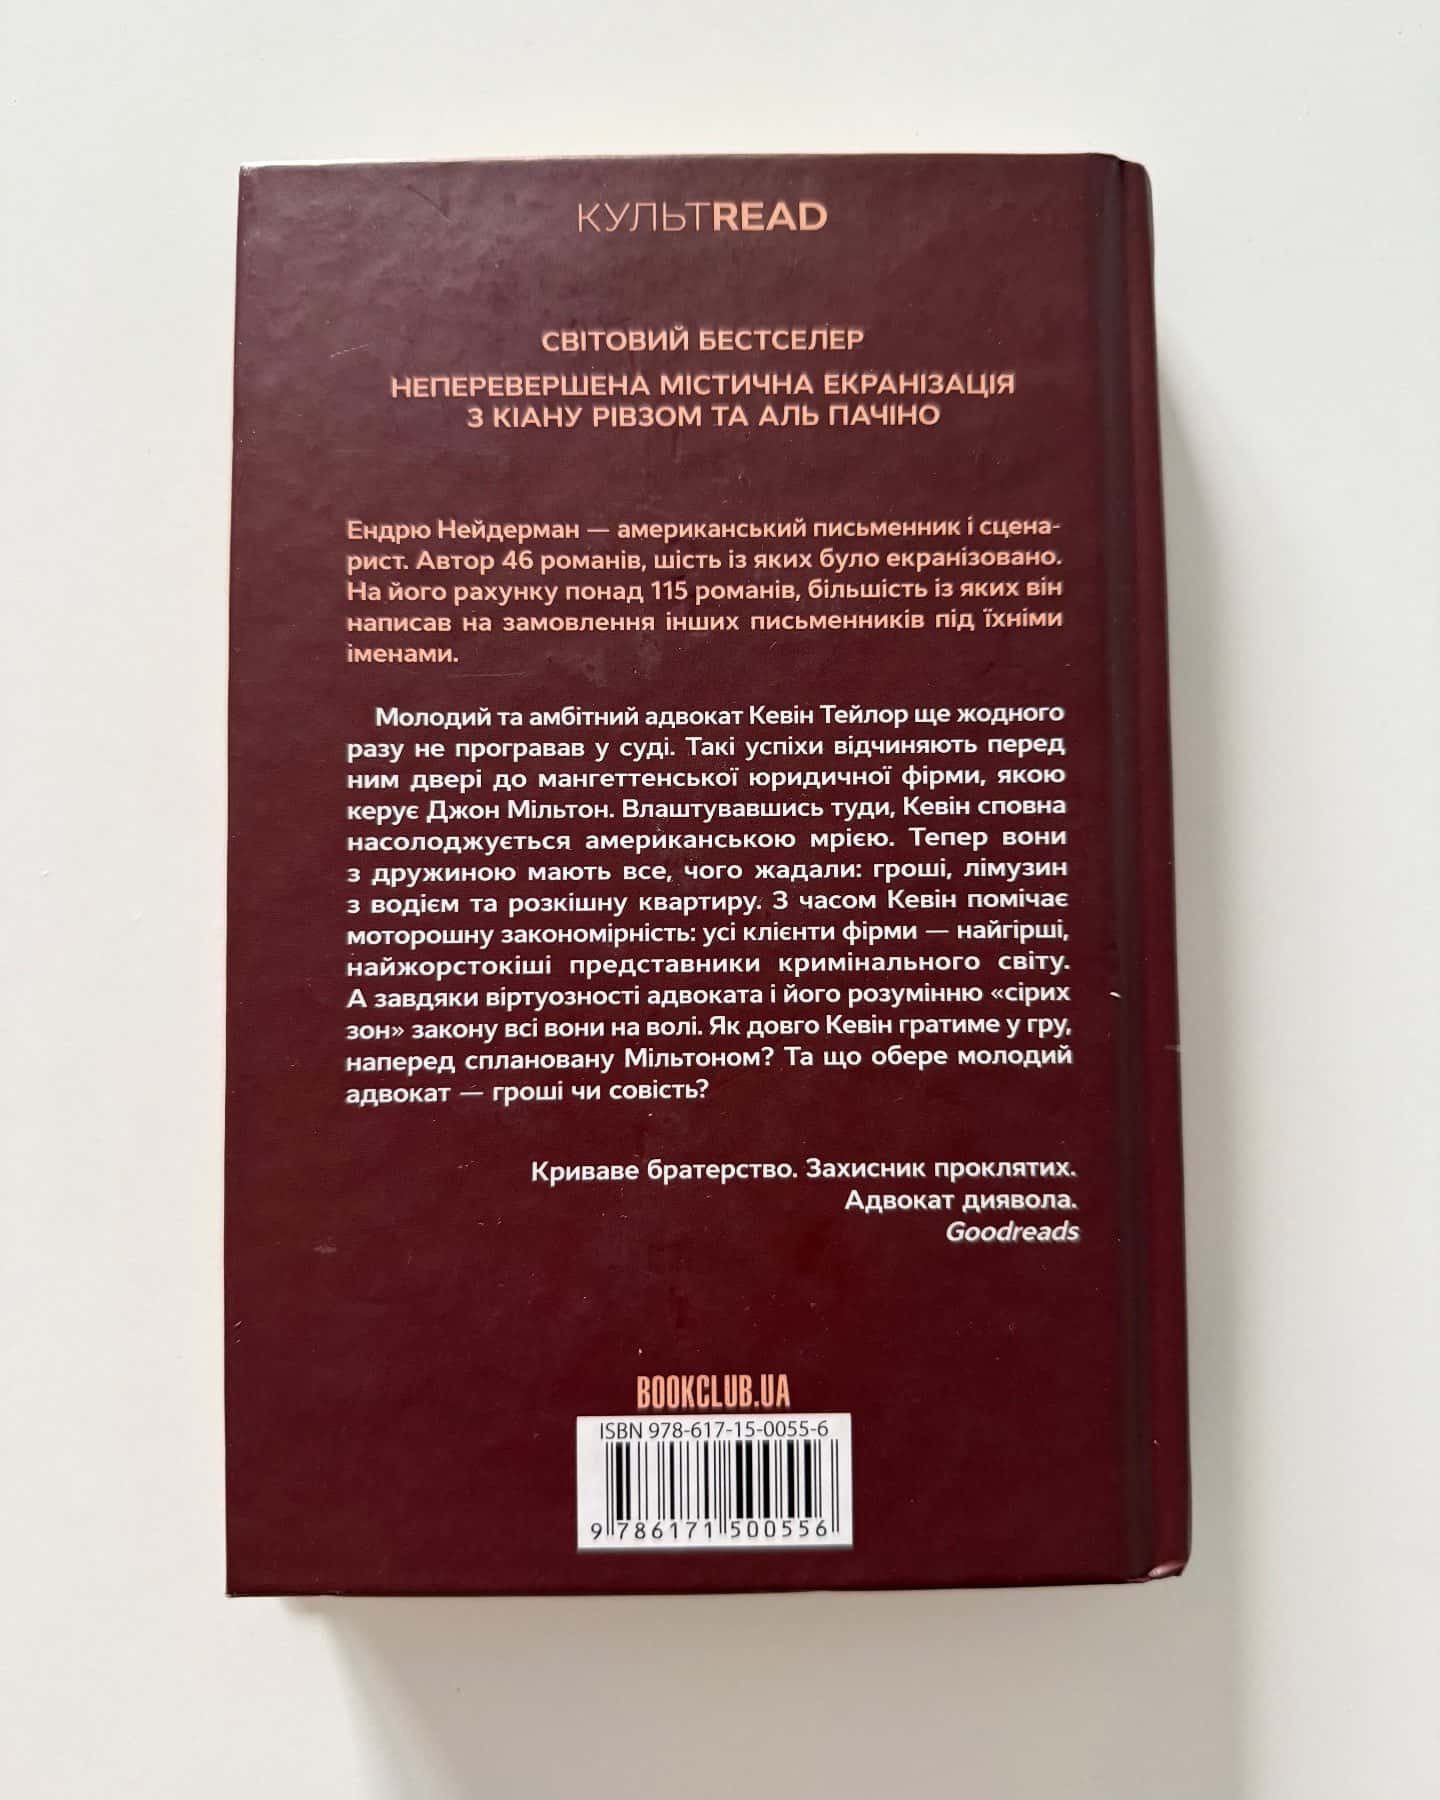 КУЛЬТREAD
СВІТОВИЙ БЕСТСЕЛЕР
НЕПЕРЕВЕРШЕНА МІСТИЧНА ЕКРАНІЗАЦІЯ
З КІАНУ РІВЗОМ ТА АЛЬ ПАЧІНО
Ендрю Нейдерман — американський письменник і сцена-
рист. Автор 46 романів, шість із яких було екранізовано.
На його рахунку понад 115 романів, більшість із яких він
написав на замовлення інших письменників під їхніми
іменами.
Молодий та амбітний адвокат Кевін Тейлор ще жодного
разу не програвав у суді. Такі успіхи відчиняють перед
ним двері до мангеттенської юридичної фірми, якою
керує Джон Мільтон. Влаштувавшись туди, Кевін сповна
насолоджується американською мрією. Тепер вони
з дружиною мають все, чого жадали: гроші, лімузин
з водієм та розкішну квартиру. З часом Кевін помічає
моторошну закономірність: усі клієнти фірми — найгірші,
найжорстокіші представники кримінального світу.
А завдяки віртуозності адвоката і його розумінню «сірих
зон» закону всі вони на волі. Як довго Кевін гратиме у гру,
наперед сплановану Мільтоном? Та що обере молодий
адвокат — гроші чи совість?
Криваве братерство. Захисник проклятих.
Адвокат диявола.
Goodreads
BOOKCLUB.UA
ISBN 978-617-15-0055-6
9 786171 500556